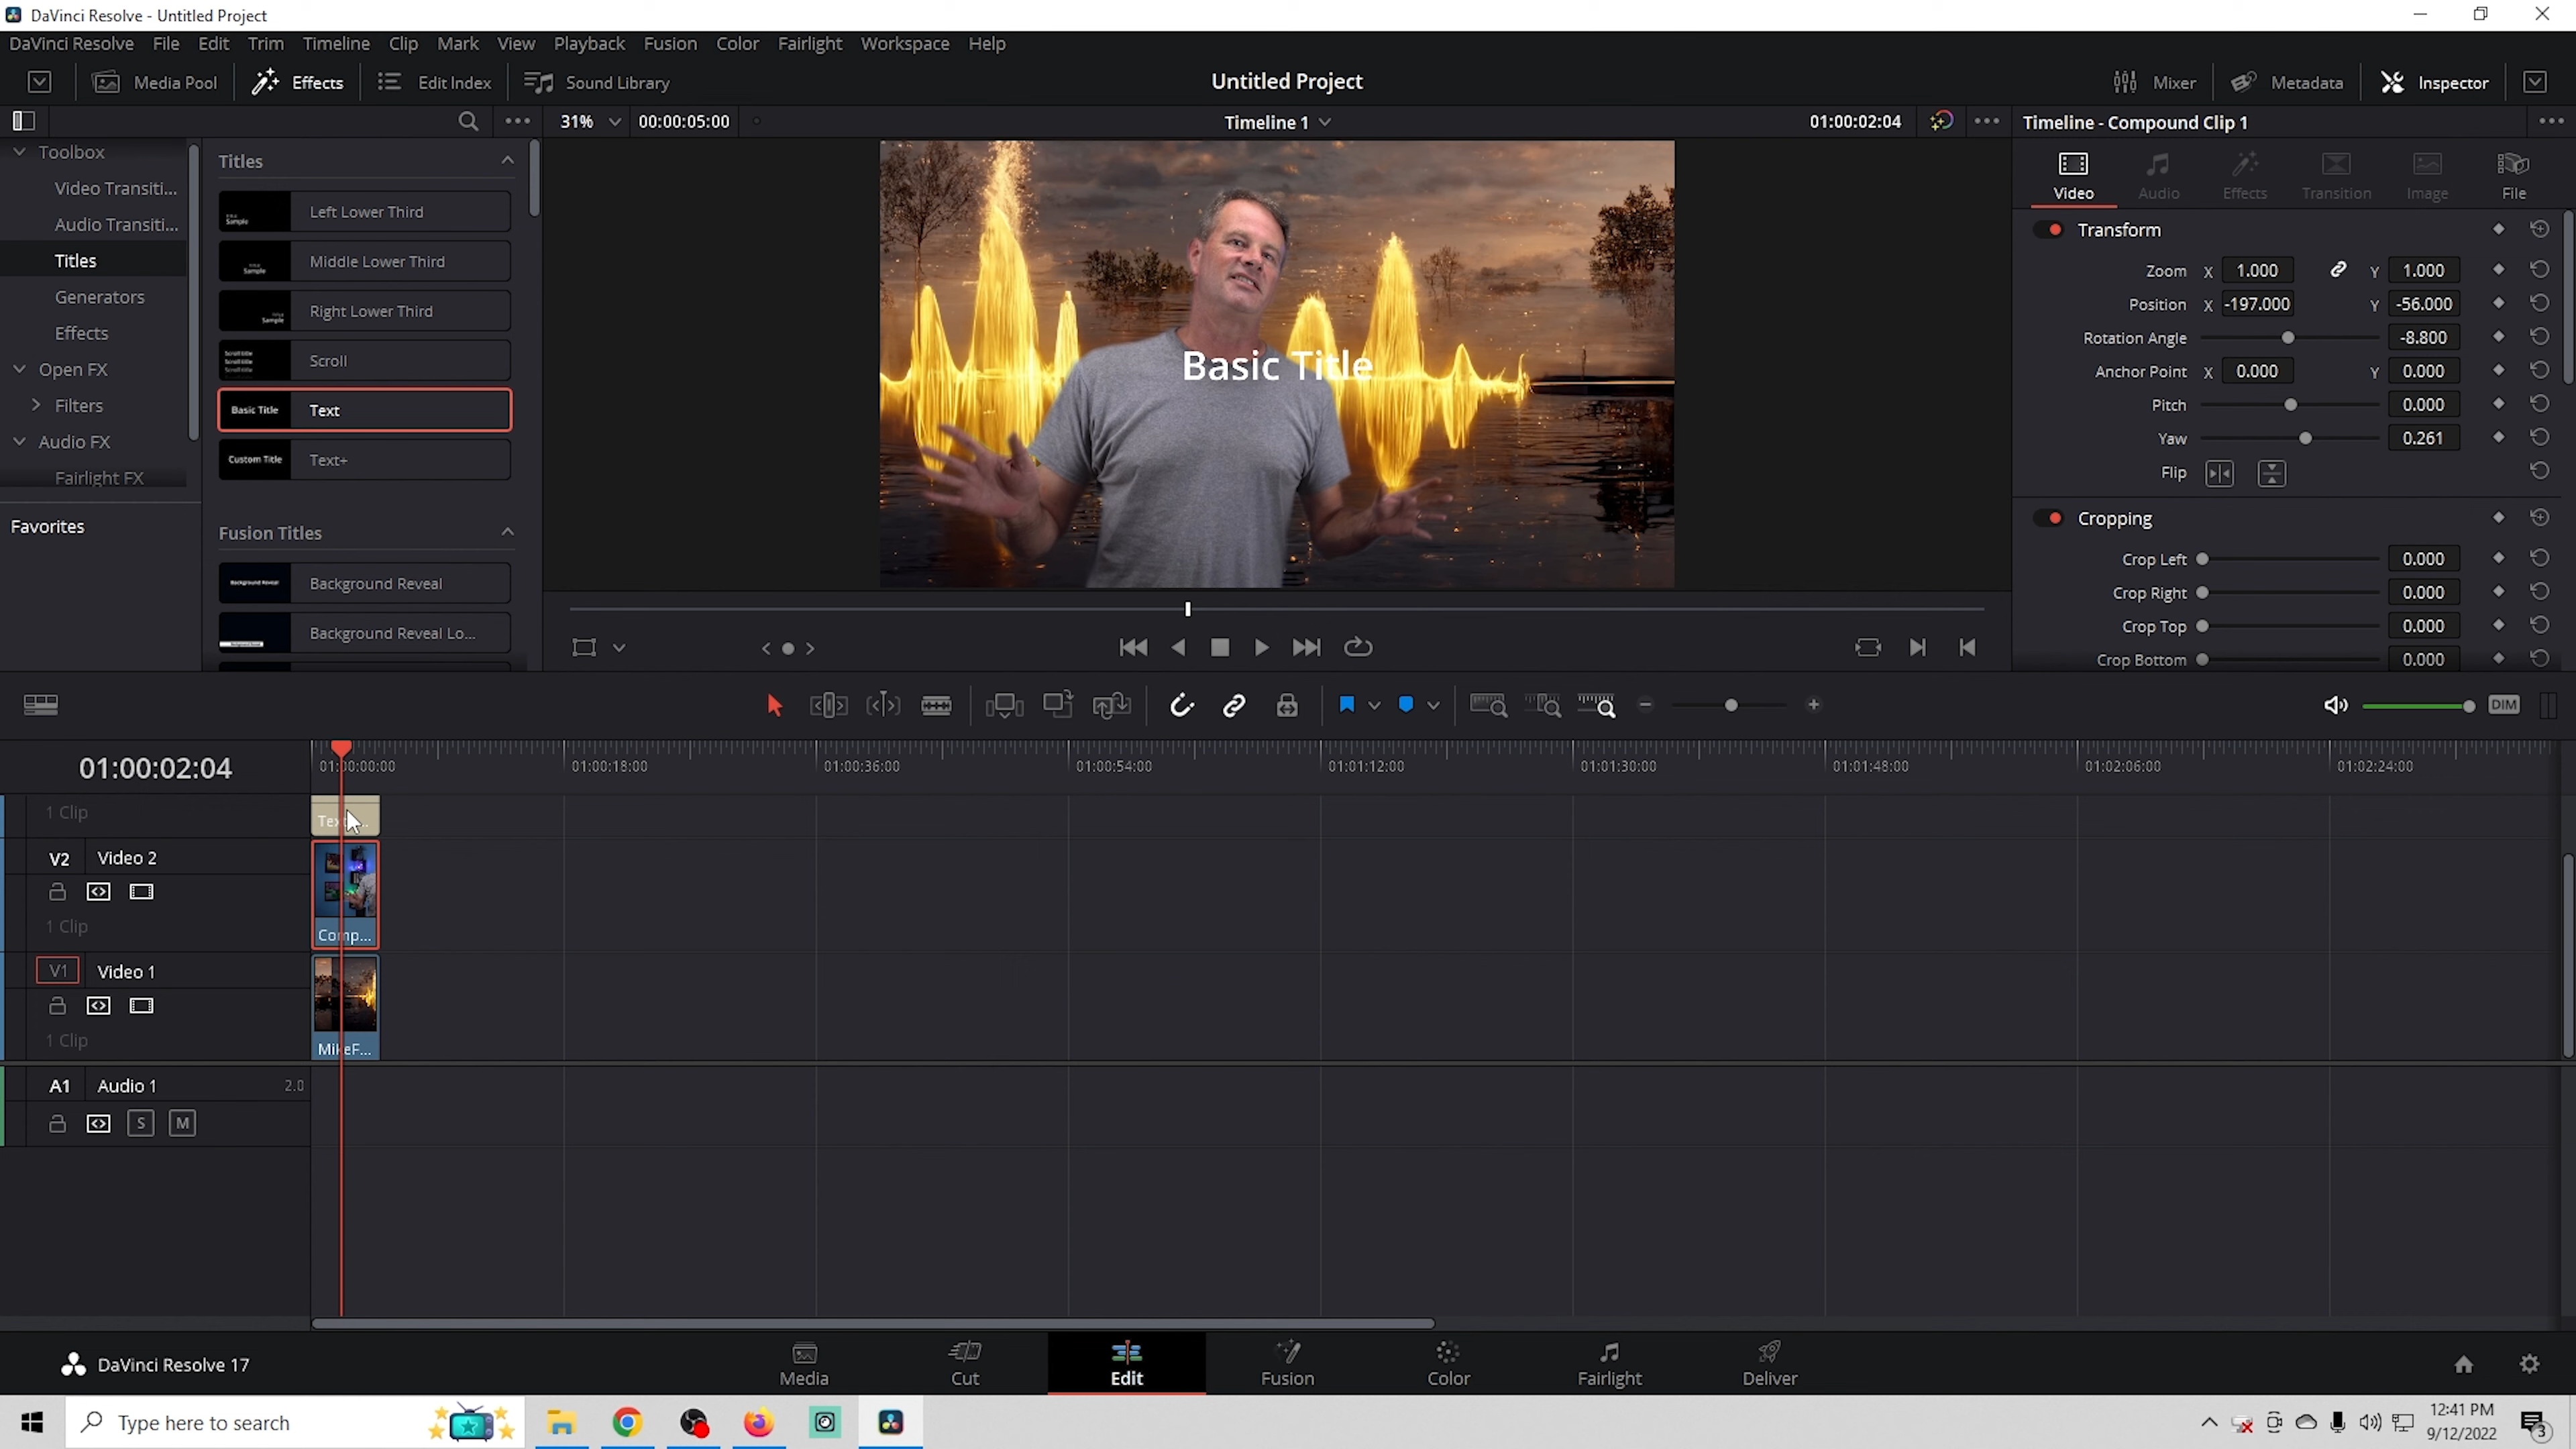 DaVinci Resolve - Untitled Project
DaVinci Resolve File Edit Trim Timeline Clip Mark View Playback Fusion Color Fairlight Workspace Help
Media Pool Effects Edit Index Sound Library Untitled Project Mixer Metadata Inspector
31% 00:00:05:00 Timeline 1 01:00:02:04 Timeline - Compound Clip 1
Toolbox
Video Transiti...
Audio Transiti...
Titles
Generators
Effects
Open FX
Filters
Audio FX
Fairlight FX
Favorites
Titles
Sample Left Lower Third
Sample Middle Lower Third
Sample Right Lower Third
Scroll
Basic Title Text
Custom Title Text+
Fusion Titles
Background Reveal Background Reveal
Background Reveal Lo...
Basic Title
Video Audio Effects Transition Image File
Transform
Zoom X 1.000 Y 1.000
Position X -197.000 Y -56.000
Rotation Angle -8.800
Anchor Point X 0.000 Y 0.000
Pitch 0.000
Yaw 0.261
Flip
Cropping
Crop Left 0.000
Crop Right 0.000
Crop Top 0.000
Crop Bottom 0.000
DIM
01:00:02:04
01:00:00:00 01:00:18:00 01:00:36:00 01:00:54:00 01:01:12:00 01:01:30:00 01:01:48:00 01:02:06:00 01:02:24:00
1 Clip
V2 Video 2
1 Clip
Comp...
V1 Video 1
1 Clip
MikeF...
A1 Audio 1 2.0
S M
DaVinci Resolve 17
Media Cut Edit Fusion Color Fairlight Deliver
Type here to search
12:41 PM
9/12/2022
3